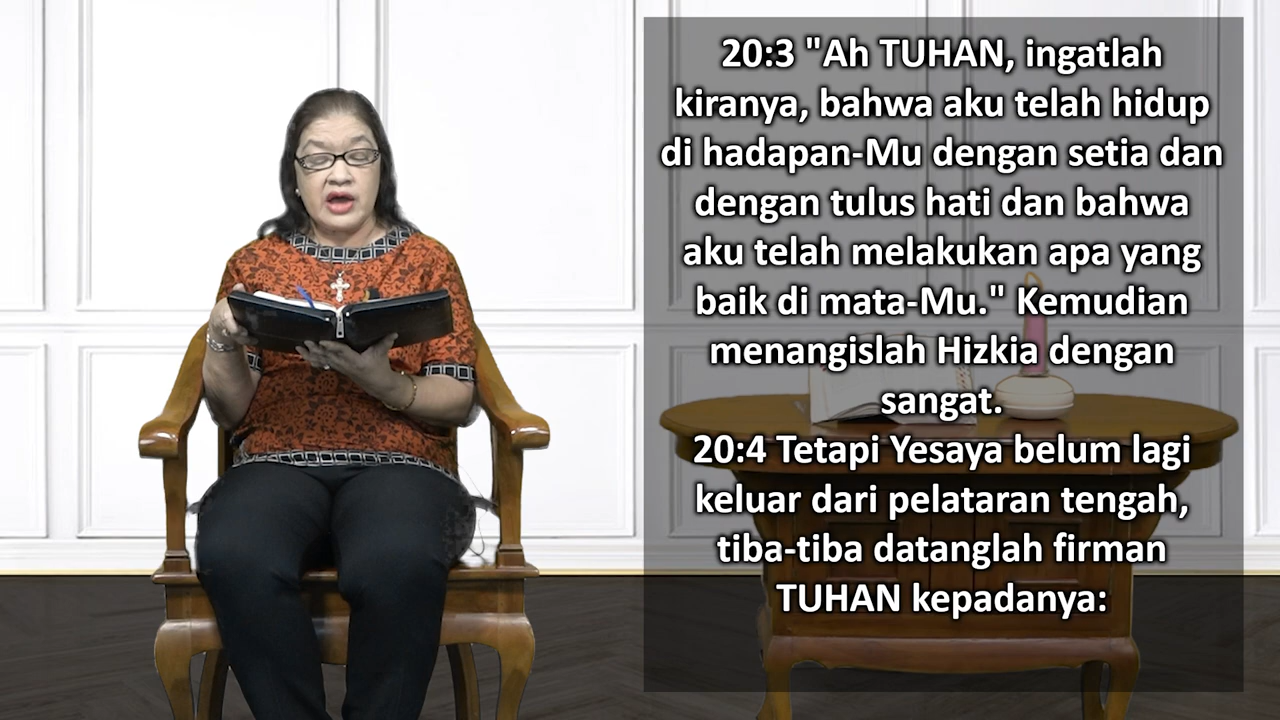 20:3 "Ah TUHAN, ingatlah
kiranya, bahwa aku telah hidup
di hadapan-Mu dengan setia dan
dengan tulus hati dan bahwa
aku telah melakukan apa yang
baik di mata-Mu." Kemudian
menangislah Hizkia dengan
sangat.
20:4 Tetapi Yesaya belum lagi
keluar dari pelataran tengah,
tiba-tiba datanglah firman
TUHAN kepadanya: